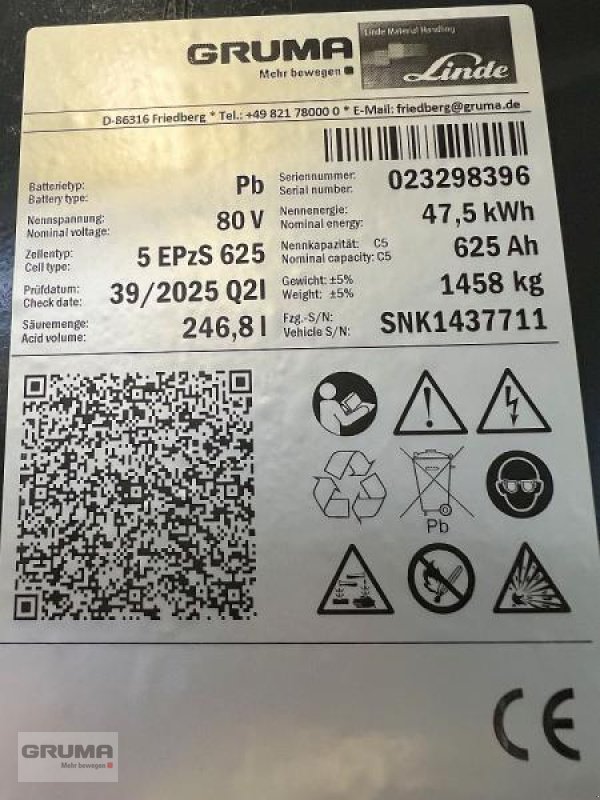 GRUMA
Mehr bewegen
Linde Material Handling
Linde
D-86316 Friedberg * Tel.: +49 821 78000 0 * E-Mail: friedberg@gruma.de
Batterietyp:
Battery type:
Pb
Seriennummer:
Serial number:
023298396
Nennspannung:
Nominal voltage:
80 V
Nennenergie:
Nominal energy:
47,5 kWh
Zellentyp:
Cell type:
5 EPzS 625
Nennkapazität: C5
Nominal capacity: C5
625 Ah
Prüfdatum:
Check date:
39/2025 Q2I
Gewicht: ±5%
Weight: ±5%
1458 kg
Säuremenge:
Acid volume:
246,8 l
Fzg.-S/N:
Vehicle S/N:
SNK1437711
Pb
CE
GRUMA
Mehr bewegen